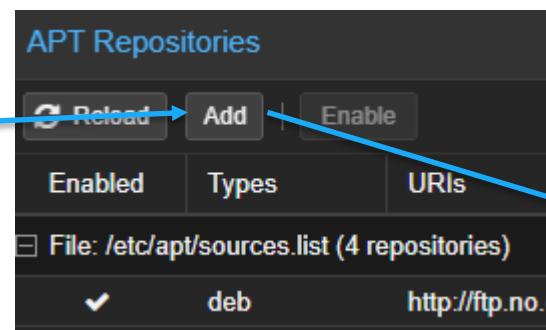 APT Repositories
Reload Add Enable
Enabled Types URIs
File: /etc/apt/sources.list (4 repositories)
deb http://ftp.no.